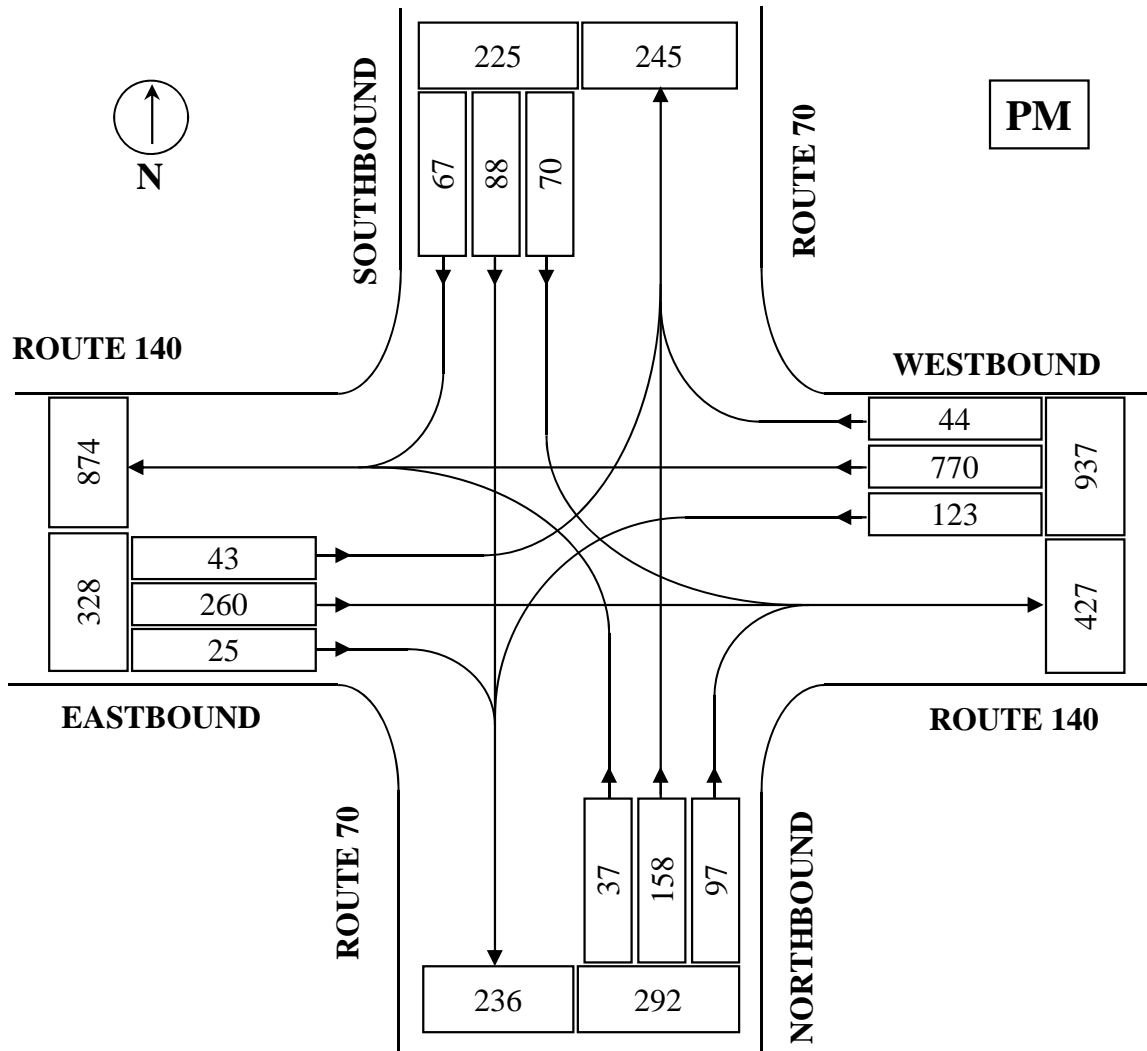 225 245
PM
SOUTHBOUND
ROUTE 70
N
67 88 70
ROUTE 140
WESTBOUND
874
44
770
123
937
328
43
260
25
427
EASTBOUND
ROUTE 140
ROUTE 70
37 158 97
NORTHBOUND
236 292